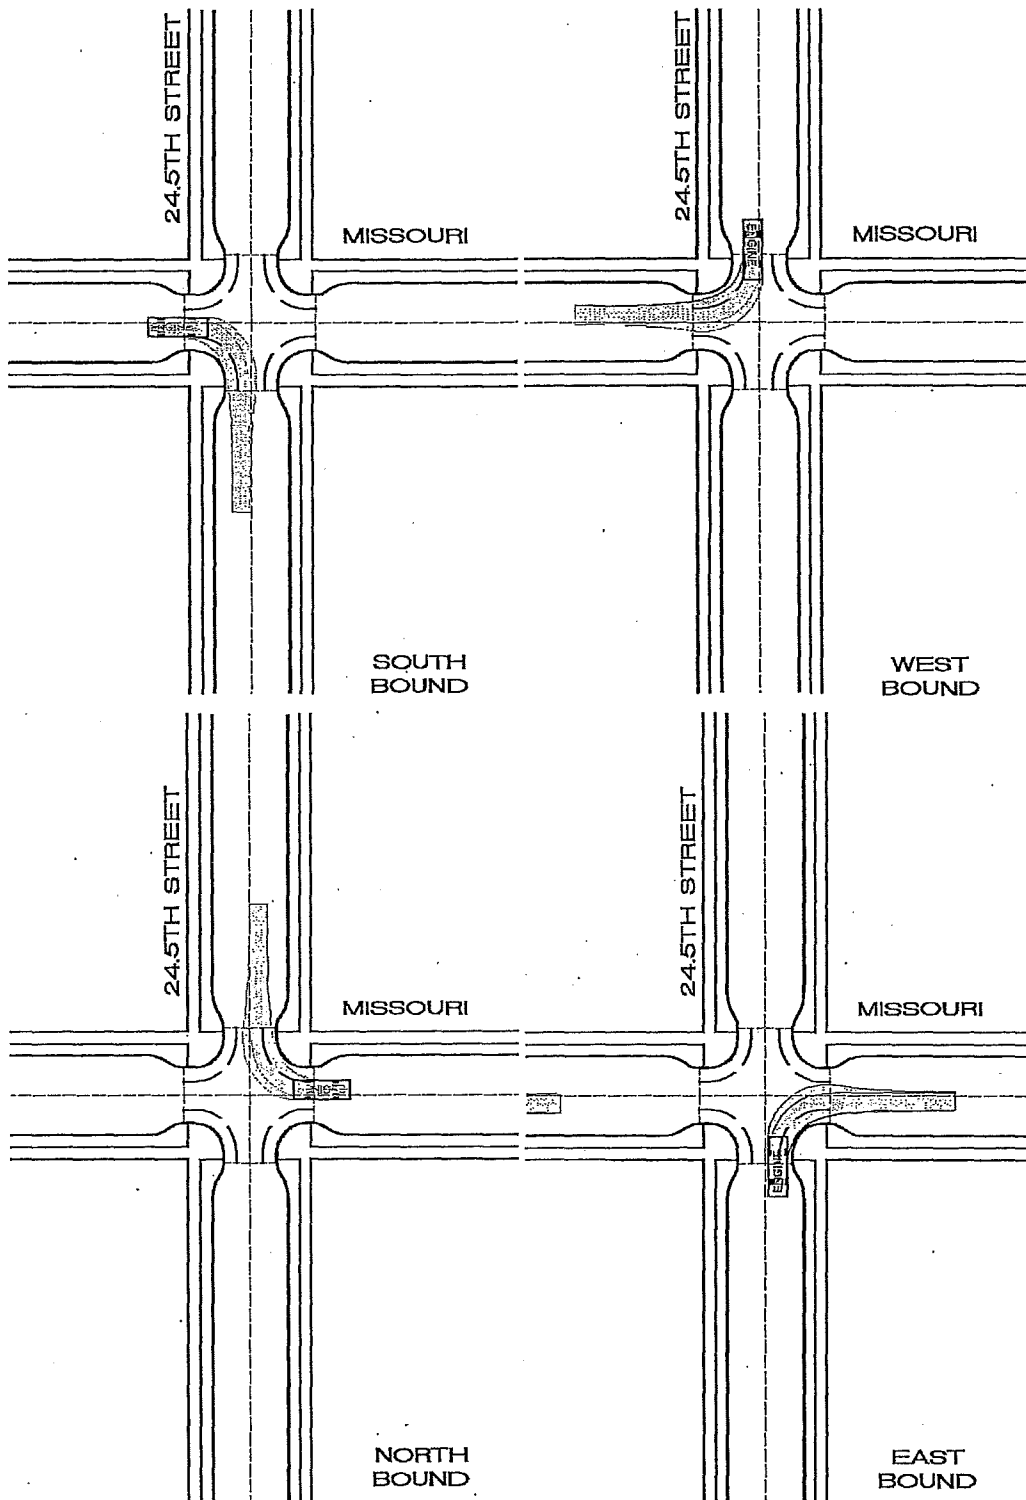 24.5TH STREET
MISSOURI
SOUTH
BOUND
24.5TH STREET
ENGINE
MISSOURI
WEST
BOUND
24.5TH STREET
MISSOURI
NORTH
BOUND
24.5TH STREET
MISSOURI
ENGINE
EAST
BOUND